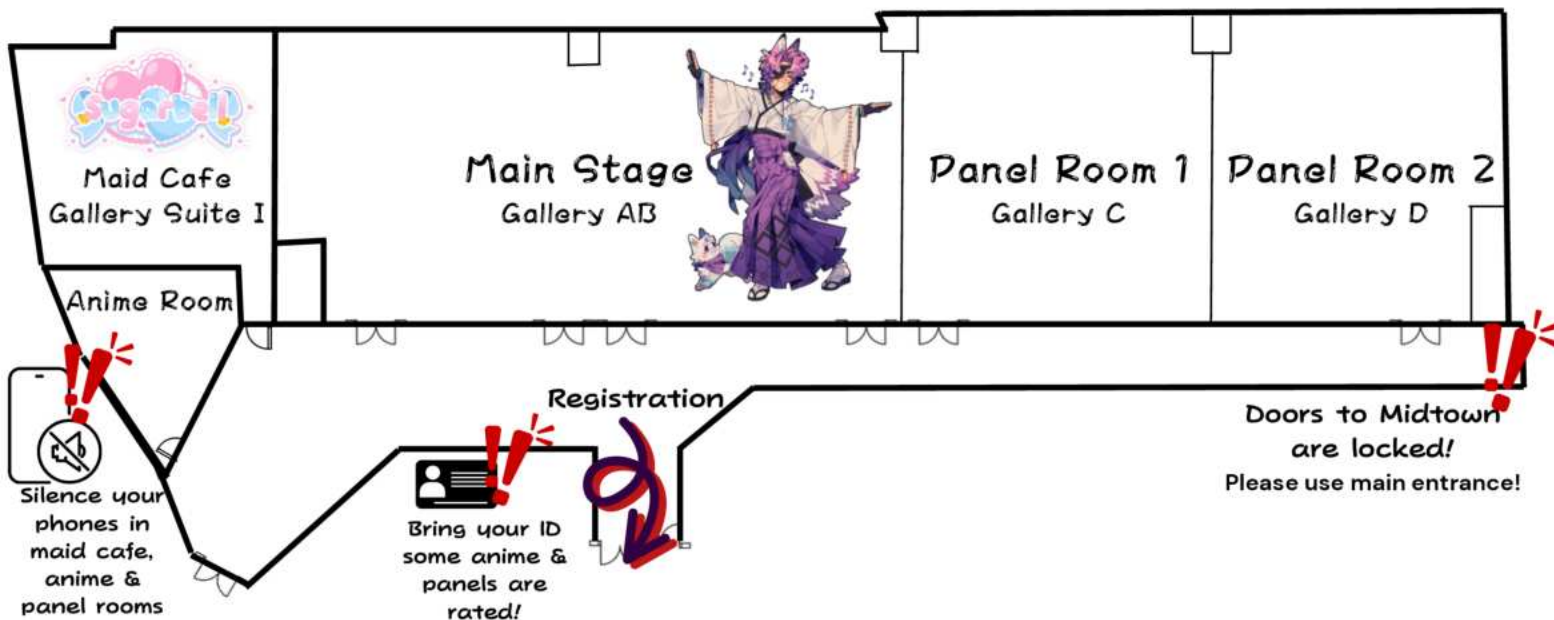 Sugarbell
Maid Cafe
Gallery Suite I
Main Stage
Gallery AB
Panel Room 1
Gallery C
Panel Room 2
Gallery D
Anime Room
Registration
Doors to Midtown
are locked!
Please use main entrance!
Silence your
phones in
maid cafe,
anime &
panel rooms
Bring your ID
some anime &
panels are
rated!